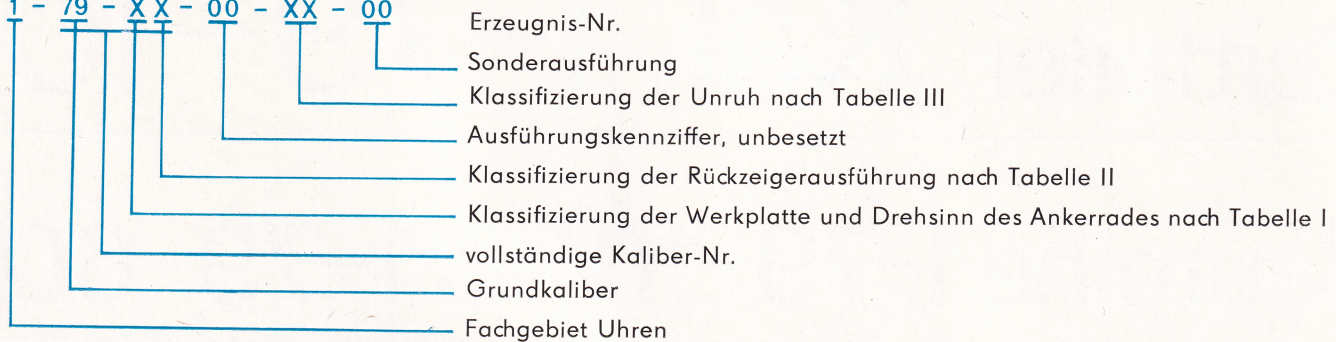 1 - 79 - X X - 00 - XX - 00
Erzeugnis-Nr.
Sonderausführung
Klassifizierung der Unruh nach Tabelle III
Ausführungskennziffer, unbesetzt
Klassifizierung der Rückzeigerausführung nach Tabelle II
Klassifizierung der Werkplatte und Drehsinn des Ankerrades nach Tabelle I
vollständige Kaliber-Nr.
Grundkaliber
Fachgebiet Uhren